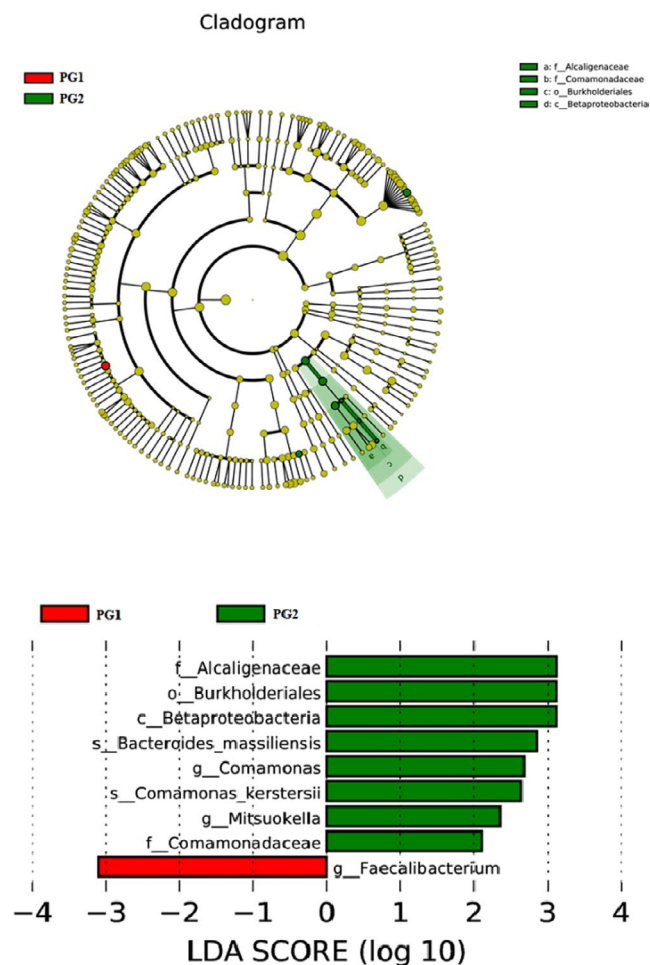 Cladogram
PG1
PG2
a: f__Alcaligenaceae
b: f__Comamonadaceae
c: o__Burkholderiales
d: c__Betaproteobacteria
b
a
c
d
PG1
PG2
f__Alcaligenaceae
o__Burkholderiales
c__Betaproteobacteria
s__Bacteroides_massiliensis
g__Comamonas
s__Comamonas_kerstersii
g__Mitsuokella
f__Comamonadaceae
g__Faecalibacterium
−4 −3 −2 −1 0 1 2 3 4
LDA SCORE (log 10)